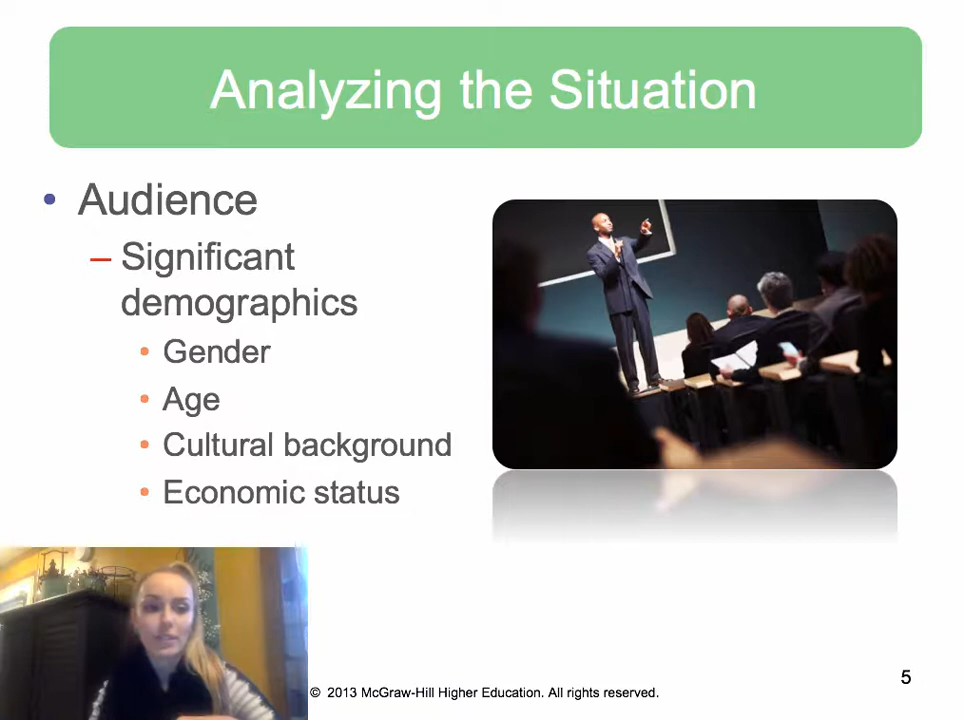 Analyzing the Situation
• Audience
– Significant
demographics
• Gender
• Age
• Cultural background
• Economic status
© 2013 McGraw-Hill Higher Education. All rights reserved.
5